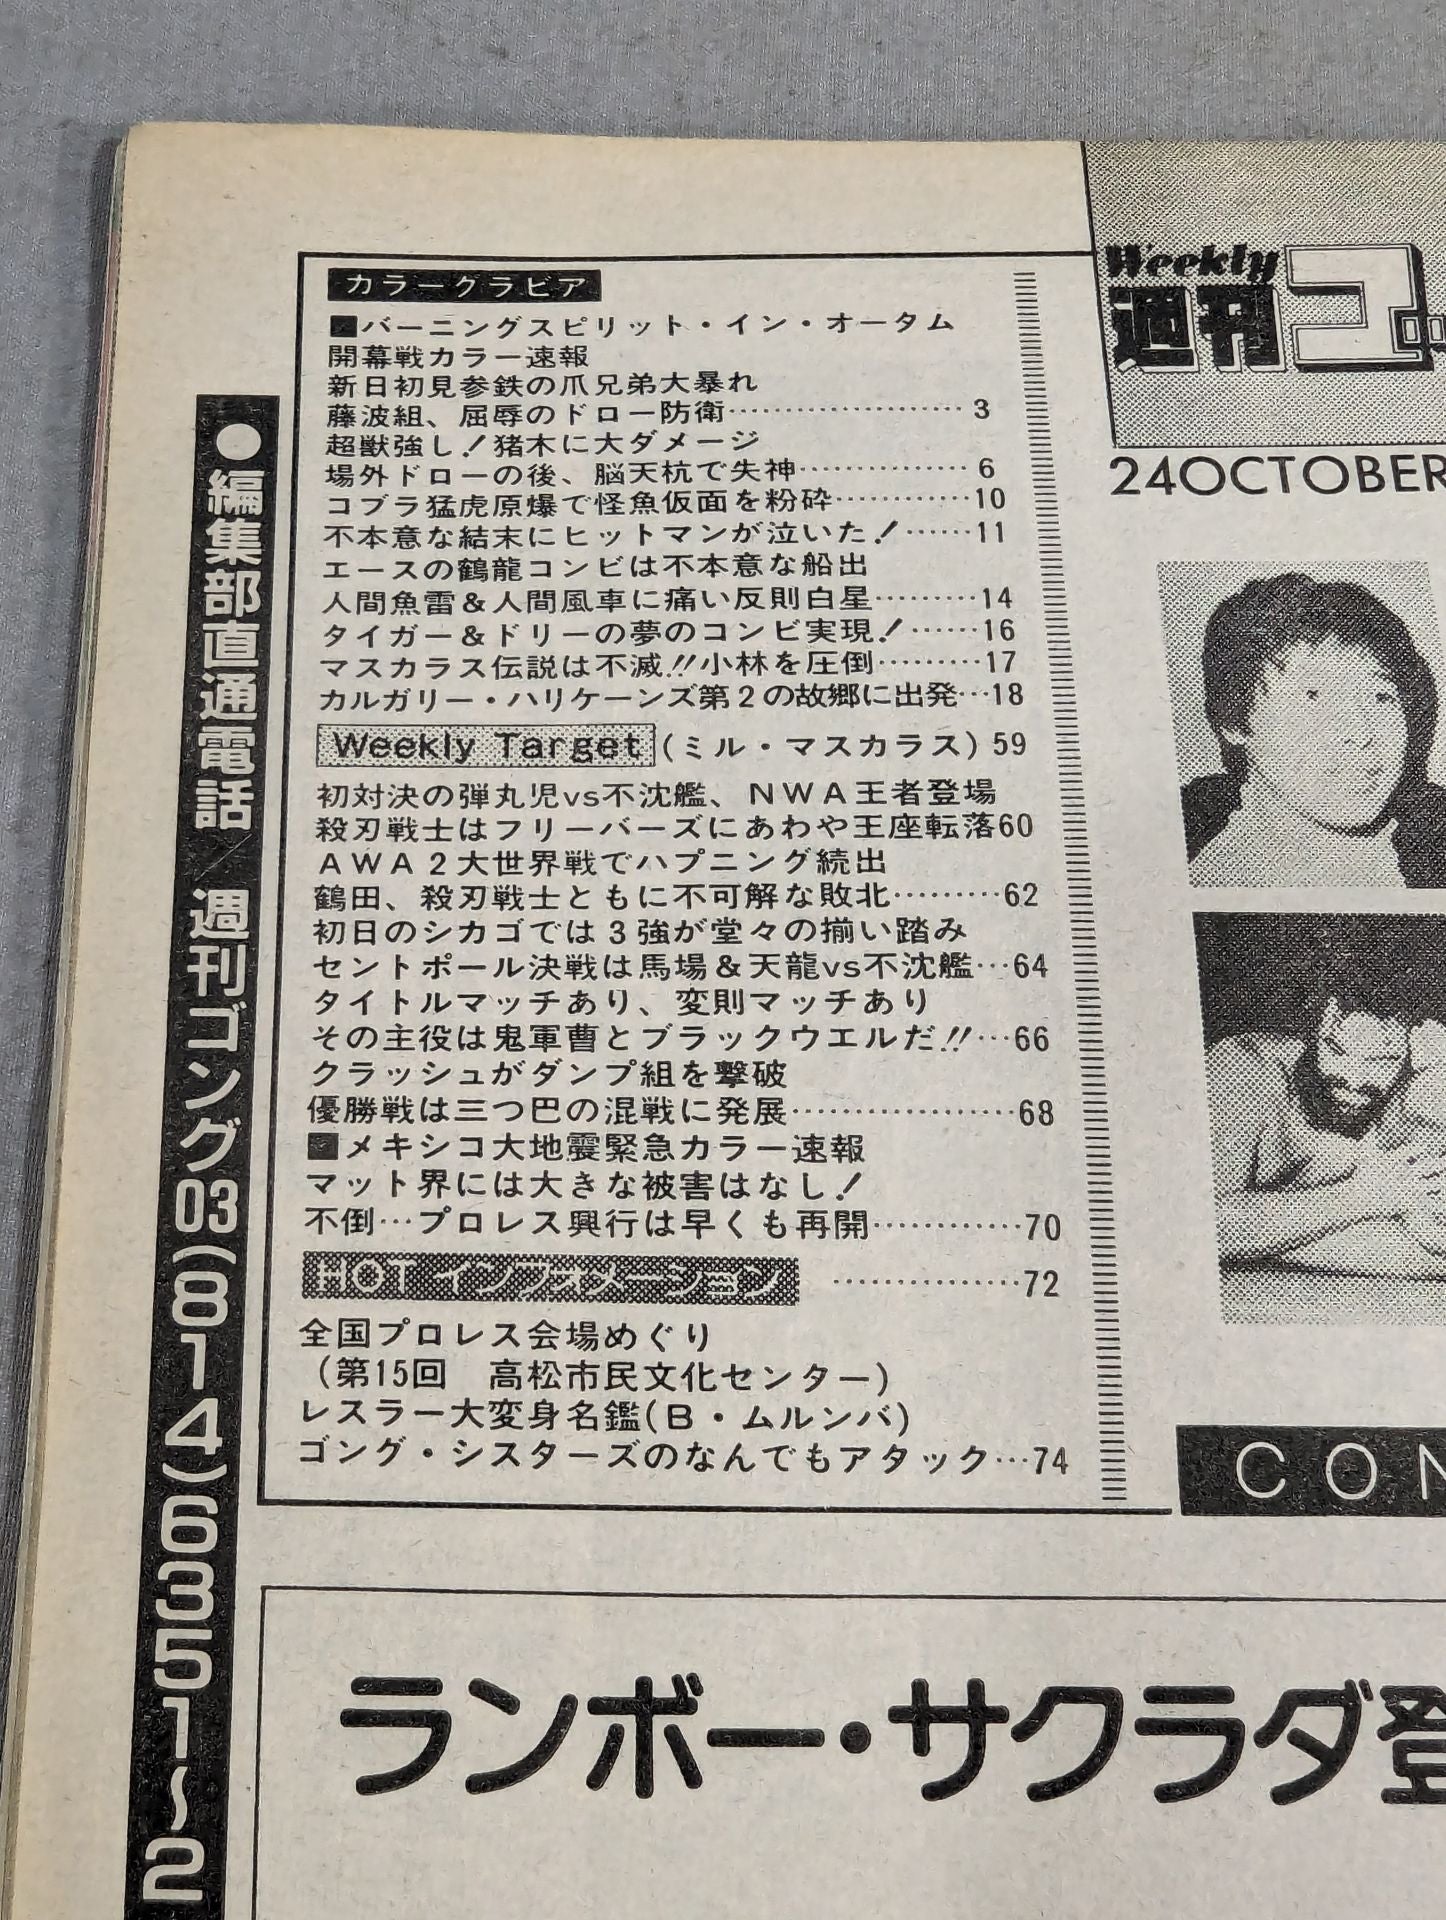 カラーグラビア
バーニングスピリット・イン・オータム
開幕戦カラー速報
新日初見参鉄の爪兄弟大暴れ
藤波組、屈辱のドロー防衛……………………3
超獣強し!猪木に大ダメージ
場外ドローの後、脳天杭で失神……………6
コブラ猛虎原爆で怪魚仮面を粉砕…………10
不本意な結末にヒットマンが泣いた!……11
エースの鶴龍コンビは不本意な船出
人間魚雷&人間風車に痛い反則白星………14
タイガー&ドリーの夢のコンビ実現!……16
マスカラス伝説は不滅!!小林を圧倒………17
カルガリー・ハリケーンズ第2の故郷に出発…18
Weekly Target(ミル・マスカラス)59
初対決の弾丸児vs不沈艦、NWA王者登場
殺刃戦士はフリーバーズにあわや王座転落60
AWA2大世界戦でハプニング続出
鶴田、殺刃戦士ともに不可解な敗北………62
初日のシカゴでは3強が堂々の揃い踏み
セントポール決戦は馬場&天龍vs不沈艦…64
タイトルマッチあり、変則マッチあり
その主役は鬼軍曹とブラックウエルだ!!…66
クラッシュがダンプ組を撃破
優勝戦は三つ巴の混戦に発展………………68
メキシコ大地震緊急カラー速報
マット界には大きな被害はなし!
不倒…プロレス興行は早くも再開…………70
HOTインフォメーション ………………72
全国プロレス会場めぐり
(第15回 高松市民文化センター)
レスラー大変身名鑑(B・ムルンバ)
ゴング・シスターズのなんでもアタック…74
●編集部直通電話/週刊ゴング03(814)6351~2
Weekly
週刊ゴ
24OCTOBER
CON
ランボー・サクラダ登